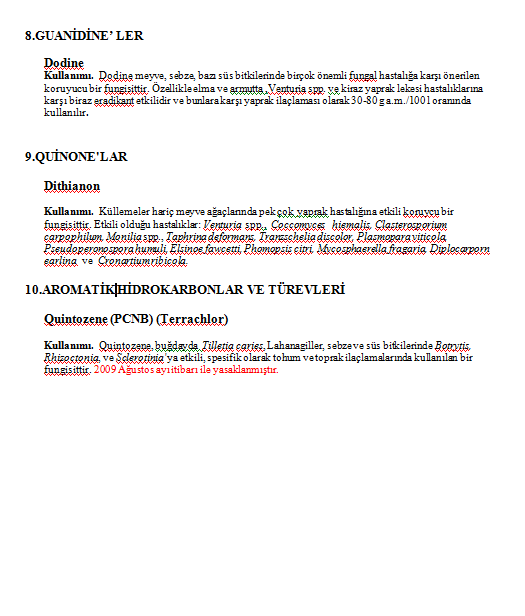 8.GUANİDİNE' LER
Dodine
Kullanımı. Dodine meyve, sebze, bazı süs bitkilerinde birçok önemli fungal hastalığa karşı önerilen
koruyucu bir fungisittir. Özellikle elma ve armutta ,Venturia spp. ve kiraz yaprak lekesi hastalıklarına
karşı biraz eradikant etkilidir ve bunlara karşı yaprak ilaçlaması olarak 30-80 g a.m./100 l oranında
kullanılır.
9.QUİNONE'LAR
Dithianon
Kullanımı. Küllemeler hariç meyve ağaçlarında pek çok yaprak hastalığına etkili koruycu bir
fungisittir. Etkili olduğu hastalıklar: Venturia spp., Coccomyces hiemalis, Clasterosporium
carpophilum, Monilia spp., Taphrina deformans, Transchelia discolor, Plasmopara viticola,
Pseudoperonospora humuli, Elsinoe fawcetti, Phomopsis citri, Mycosphaerella fragaria, Diplocarporn
earlina ve Cronartium ribicola.
10.AROMATİK HİDROKARBONLAR VE TÜREVLERİ
Quintozene (PCNB) (Terrachlor)
Kullanımı. Quintozene, buğdayda Tilletia caries, Lahanagiller, sebze ve süs bitkilerinde Botrytis,
Rhizoctonia, ve Sclerotinia'ya etkili, spesifik olarak tohum ve toprak ilaçlamalarında kullanılan bir
fungisittir. 2009 Ağustos ayı itibarı ile yasaklanmıştır.